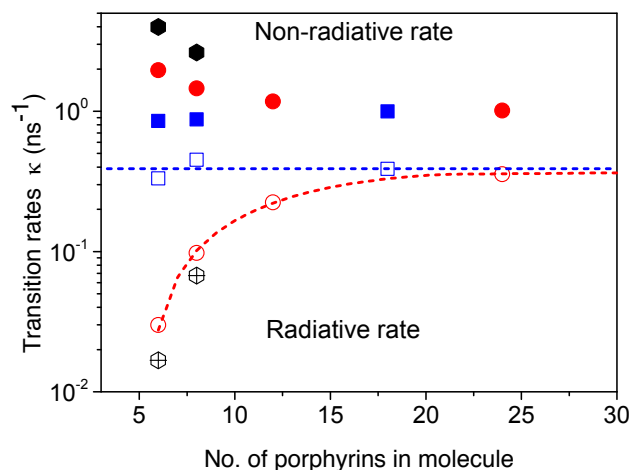 Non-radiative rate
10⁰
10⁻¹
10⁻²
Transition rates κ (ns⁻¹)
Radiative rate
5 10 15 20 25 30
No. of porphyrins in molecule